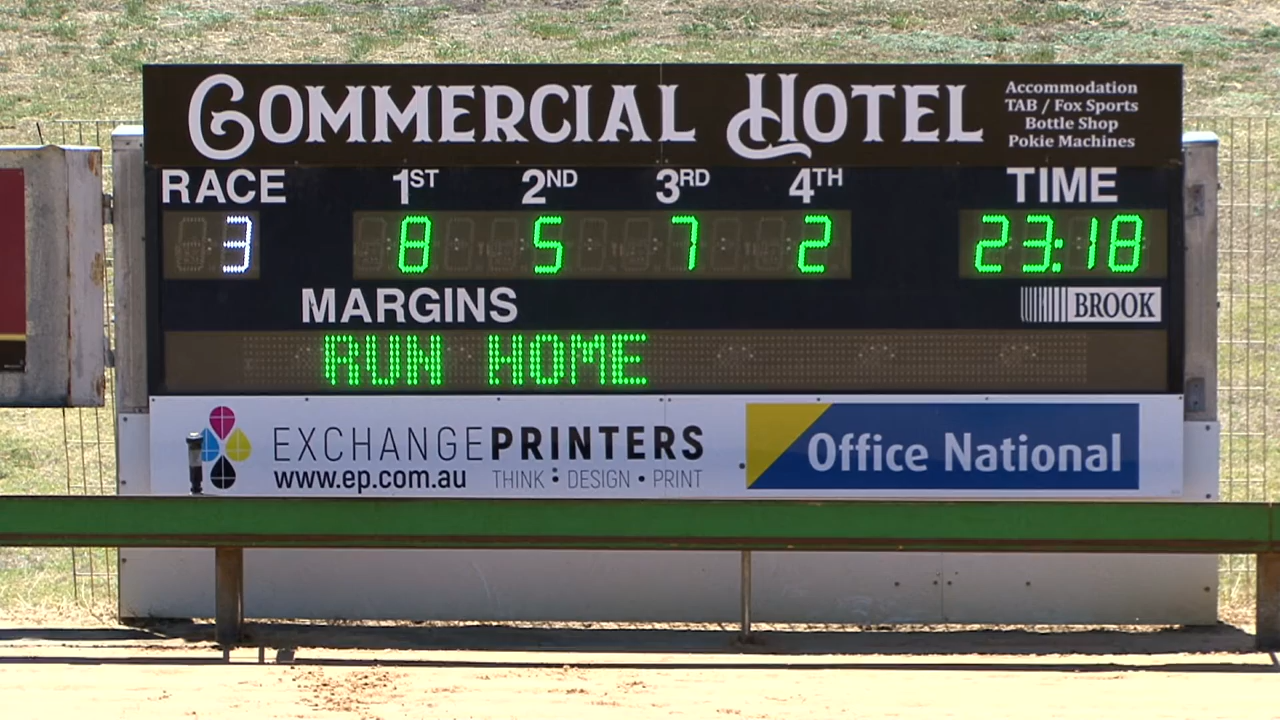 COMMERCIAL HOTEL
Accommodation
TAB / Fox Sports
Bottle Shop
Pokie Machines
RACE 1ST 2ND 3RD 4TH TIME
3 8 5 7 2 23:18
MARGINS
BROOK
RUN HOME
EXCHANGEPRINTERS
www.ep.com.au THINK • DESIGN • PRINT
Office National